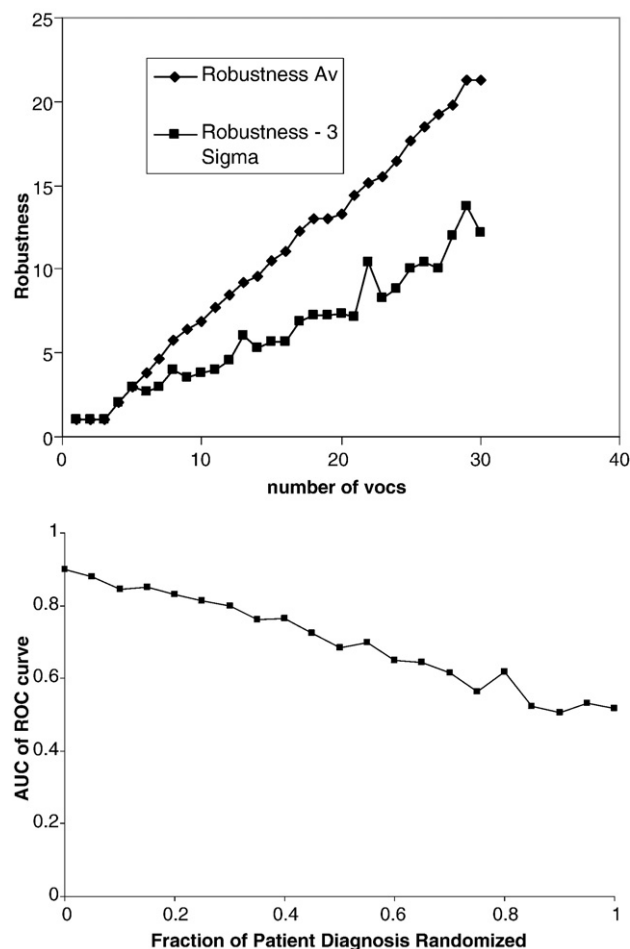 25
20
15
10
5
0
Robustness
Robustness Av
Robustness - 3
Sigma
0 10 20 30 40
number of vocs
1
0.8
0.6
0.4
0.2
0
AUC of ROC curve
0 0.2 0.4 0.6 0.8 1
Fraction of Patient Diagnosis Randomized